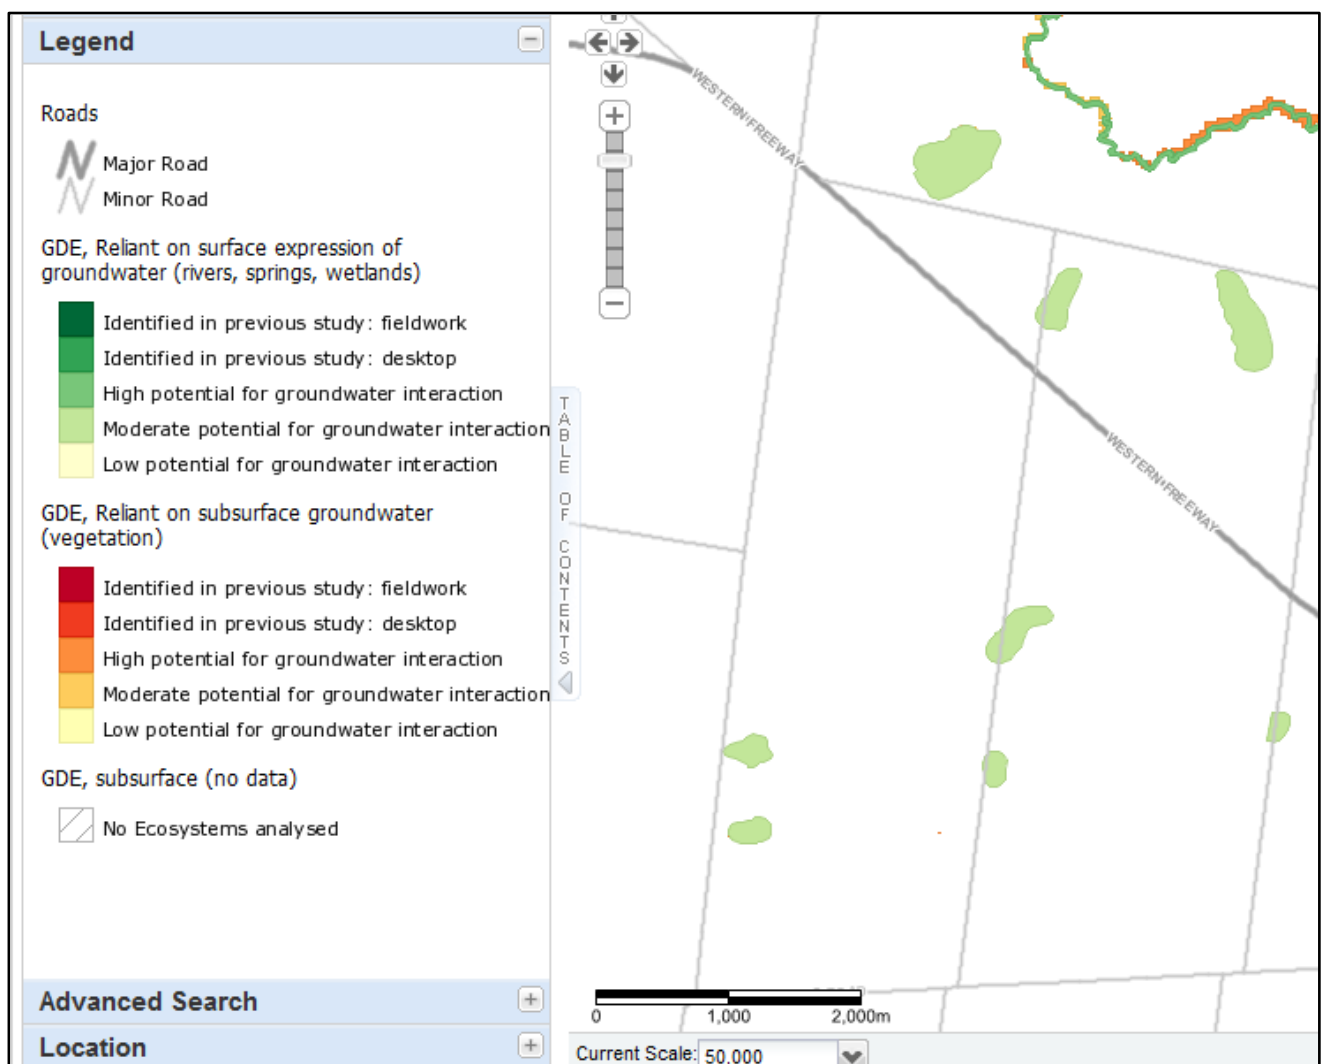 Legend
Roads
Major Road
Minor Road
GDE, Reliant on surface expression of
groundwater (rivers, springs, wetlands)
Identified in previous study: fieldwork
Identified in previous study: desktop
High potential for groundwater interaction
Moderate potential for groundwater interaction
Low potential for groundwater interaction
GDE, Reliant on subsurface groundwater
(vegetation)
Identified in previous study: fieldwork
Identified in previous study: desktop
High potential for groundwater interaction
Moderate potential for groundwater interaction
Low potential for groundwater interaction
GDE, subsurface (no data)
No Ecosystems analysed
Advanced Search
Location
TABLE OF CONTENTS
WESTERN FREEWAY
WESTERN FREEWAY
0 1,000 2,000m
Current Scale: 50,000